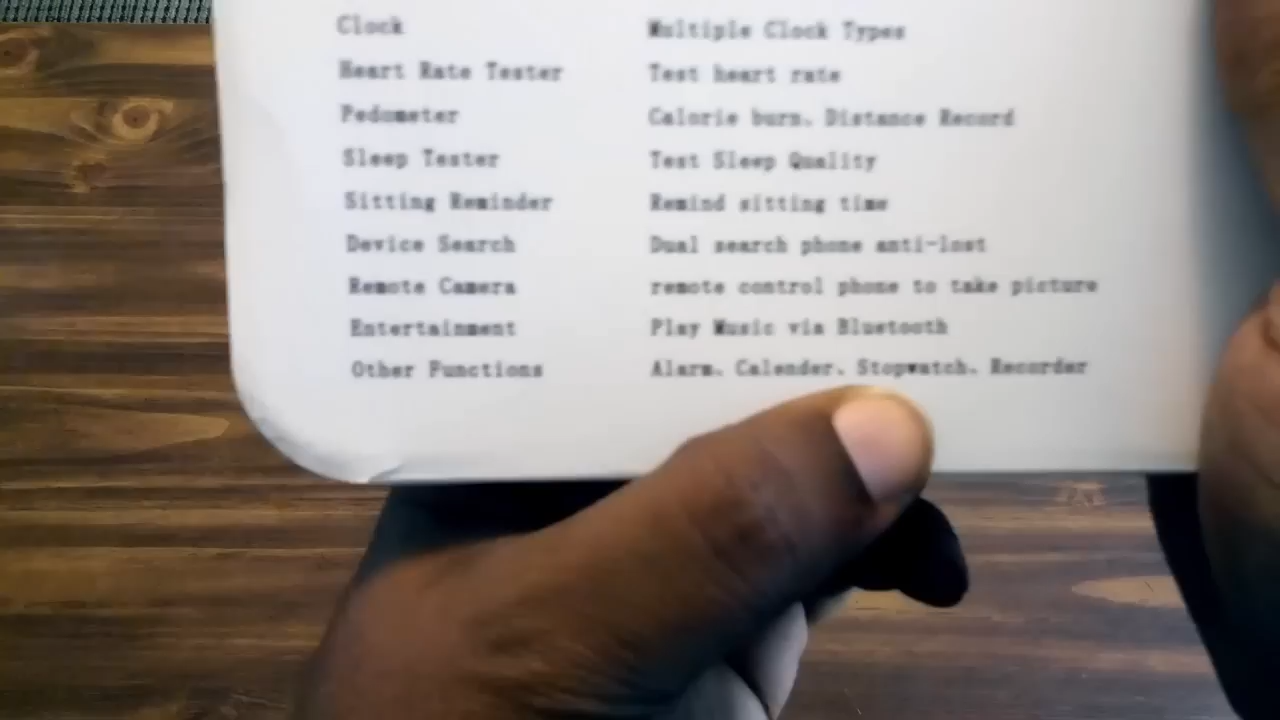 Clock Multiple Clock Types
Heart Rate Tester Test heart rate
Pedometer Calorie burn、Distance Record
Sleep Tester Test Sleep Quality
Sitting Reminder Remind sitting time
Device Search Dual search phone anti-lost
Remote Camera remote control phone to take picture
Entertainment Play Music via Bluetooth
Other Functions Alarm、Calender、Stopwatch、Recorder